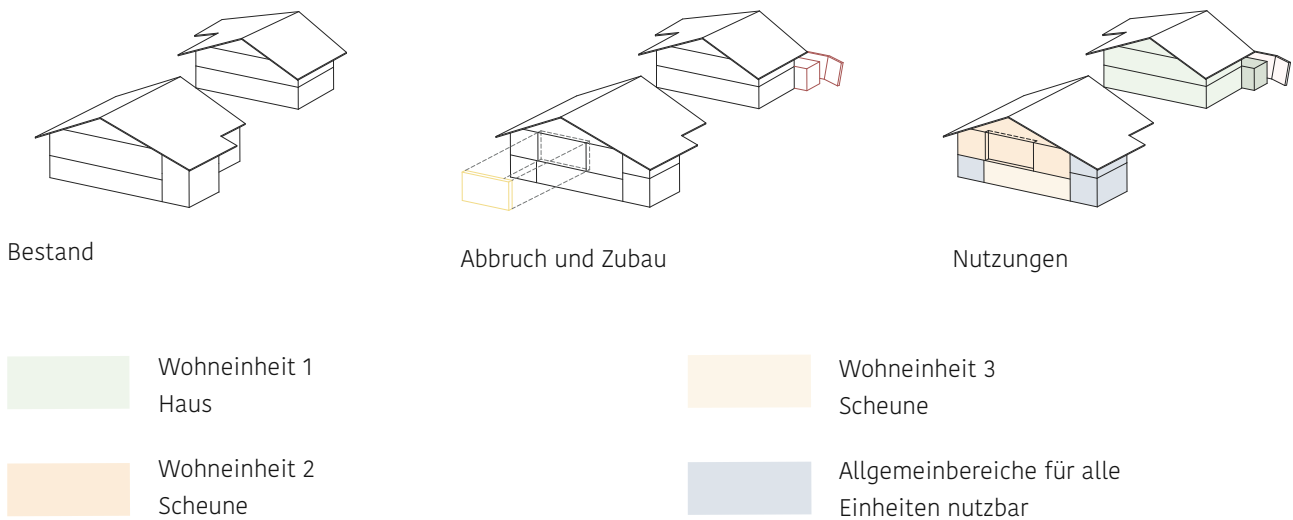 Bestand
Abbruch und Zubau
Nutzungen
Wohneinheit 1
Haus
Wohneinheit 3
Scheune
Wohneinheit 2
Scheune
Allgemeinbereiche für alle
Einheiten nutzbar